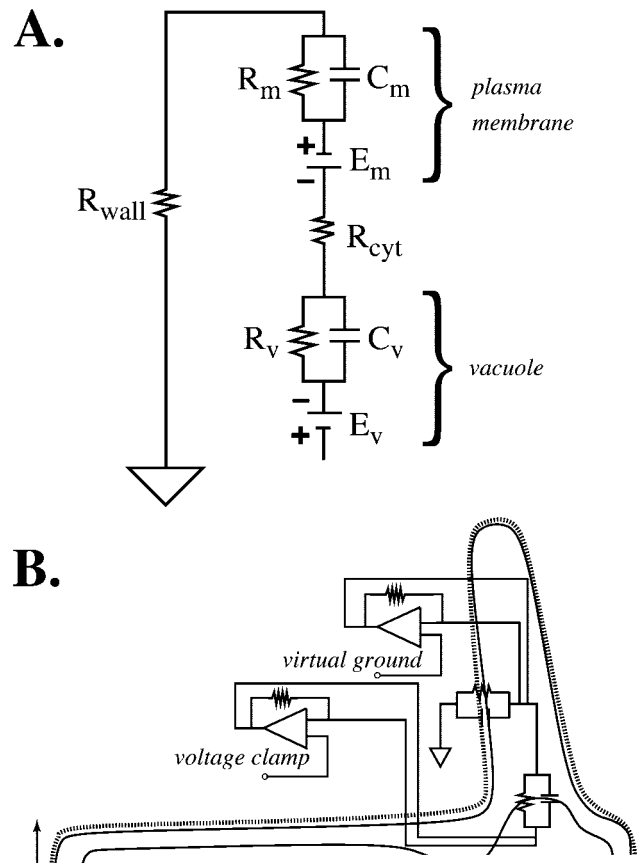 A.
R_m C_m
plasma
membrane
+
E_m
−
R_wall
R_cyt
R_v C_v
vacuole
−
E_v
+
B.
virtual ground
voltage clamp